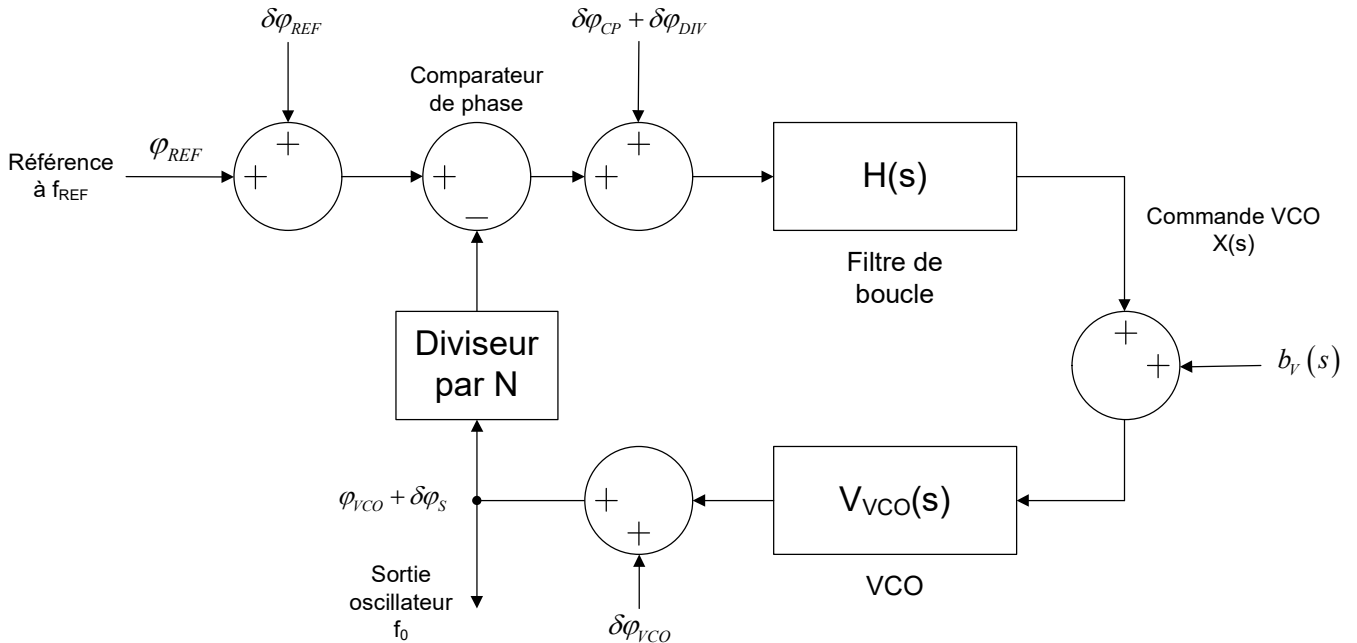 δφ_REF
δφ_CP + δφ_DIV
Comparateur
de phase
Référence
à f_REF
φ_REF
+
+
+
−
+
+
H(s)
Filtre de
boucle
Commande VCO
X(s)
+
+
b_V(s)
Diviseur
par N
φ_VCO + δφ_S
+
+
V_VCO(s)
VCO
Sortie
oscillateur
f_0
δφ_VCO